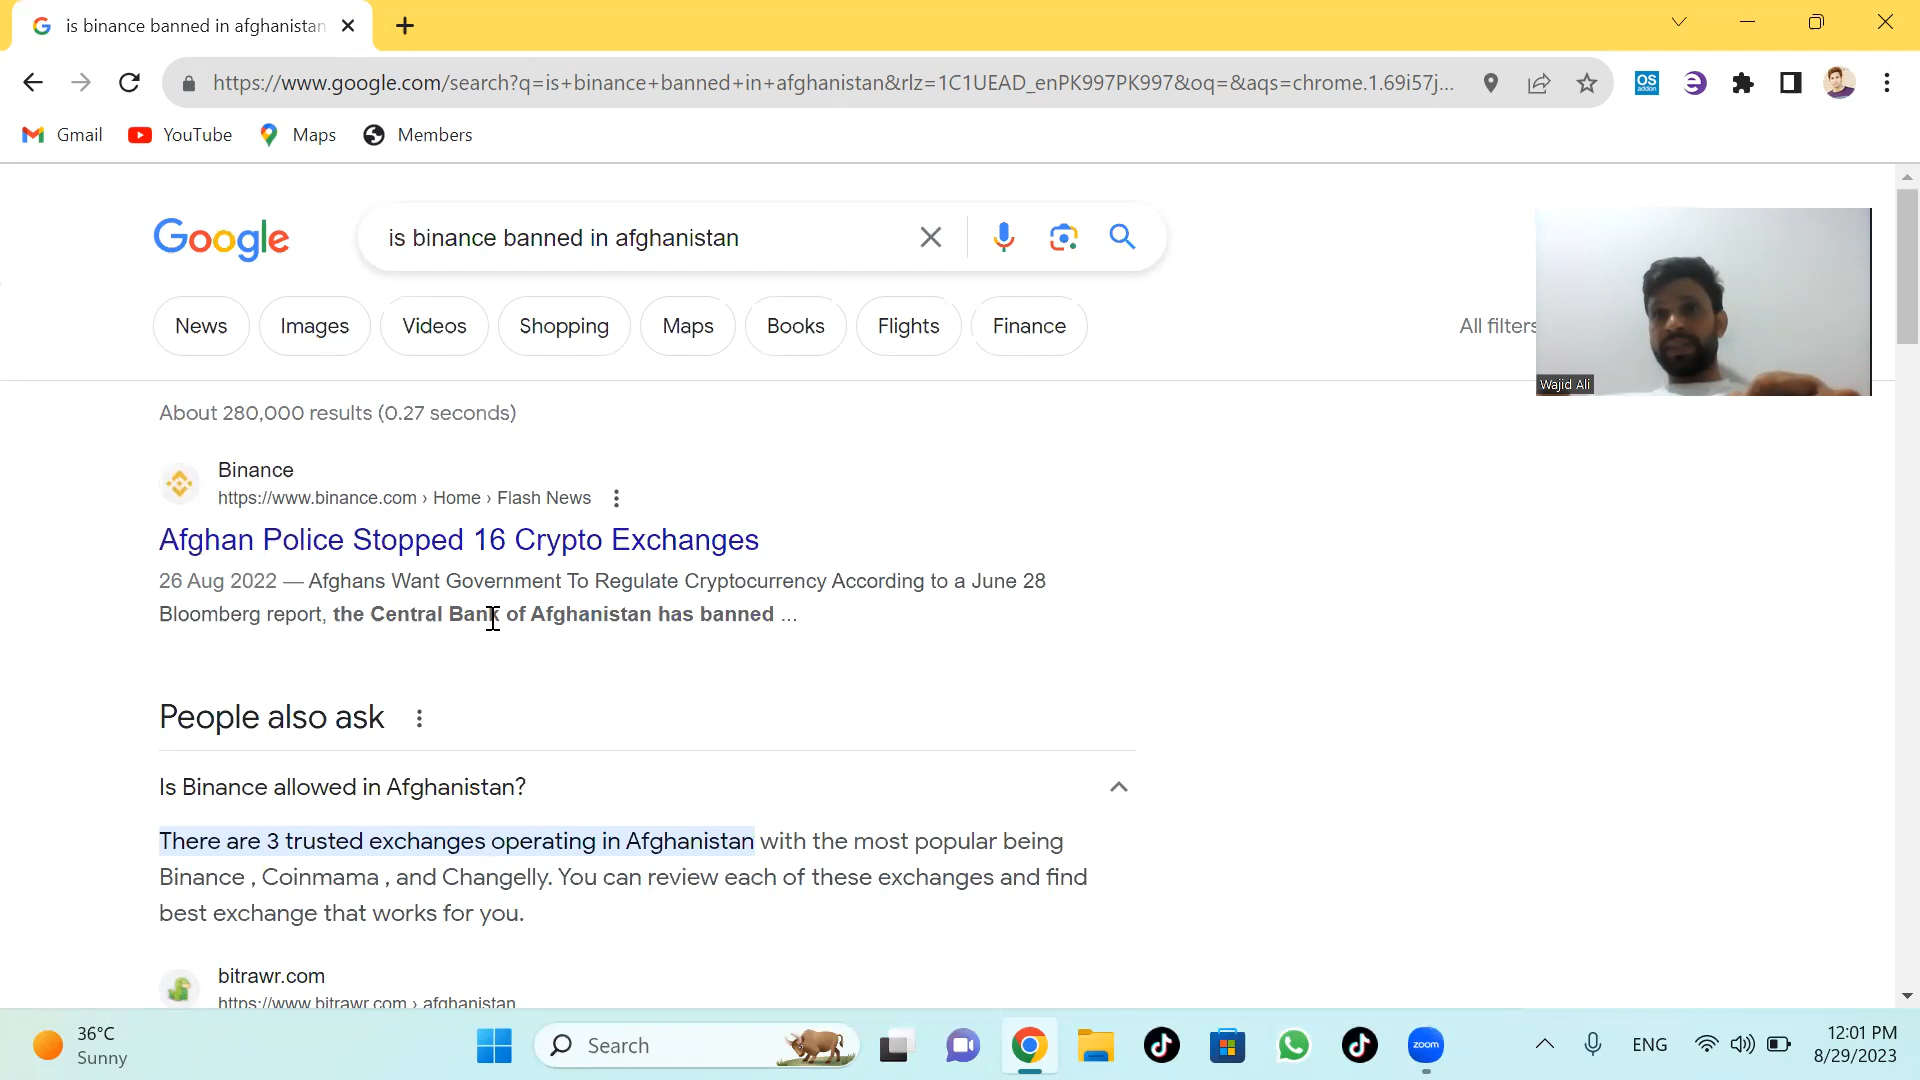 is binance banned in afghanistan
https://www.google.com/search?q=is+binance+banned+in+afghanistan&rlz=1C1UEAD_enPK997PK997&oq=&aqs=chrome.1.69i57j...
OS addon
Gmail YouTube Maps Members
Google
is binance banned in afghanistan
News Images Videos Shopping Maps Books Flights Finance
All filters
Wajid Ali
About 280,000 results (0.27 seconds)
Binance
https://www.binance.com › Home › Flash News
Afghan Police Stopped 16 Crypto Exchanges
26 Aug 2022 — Afghans Want Government To Regulate Cryptocurrency According to a June 28
Bloomberg report, the Central Bank of Afghanistan has banned ...
People also ask
Is Binance allowed in Afghanistan?
There are 3 trusted exchanges operating in Afghanistan with the most popular being
Binance , Coinmama , and Changelly. You can review each of these exchanges and find
best exchange that works for you.
bitrawr.com
https://www.bitrawr.com › afghanistan
36°C
Sunny
Search
zoom
ENG
12:01 PM
8/29/2023